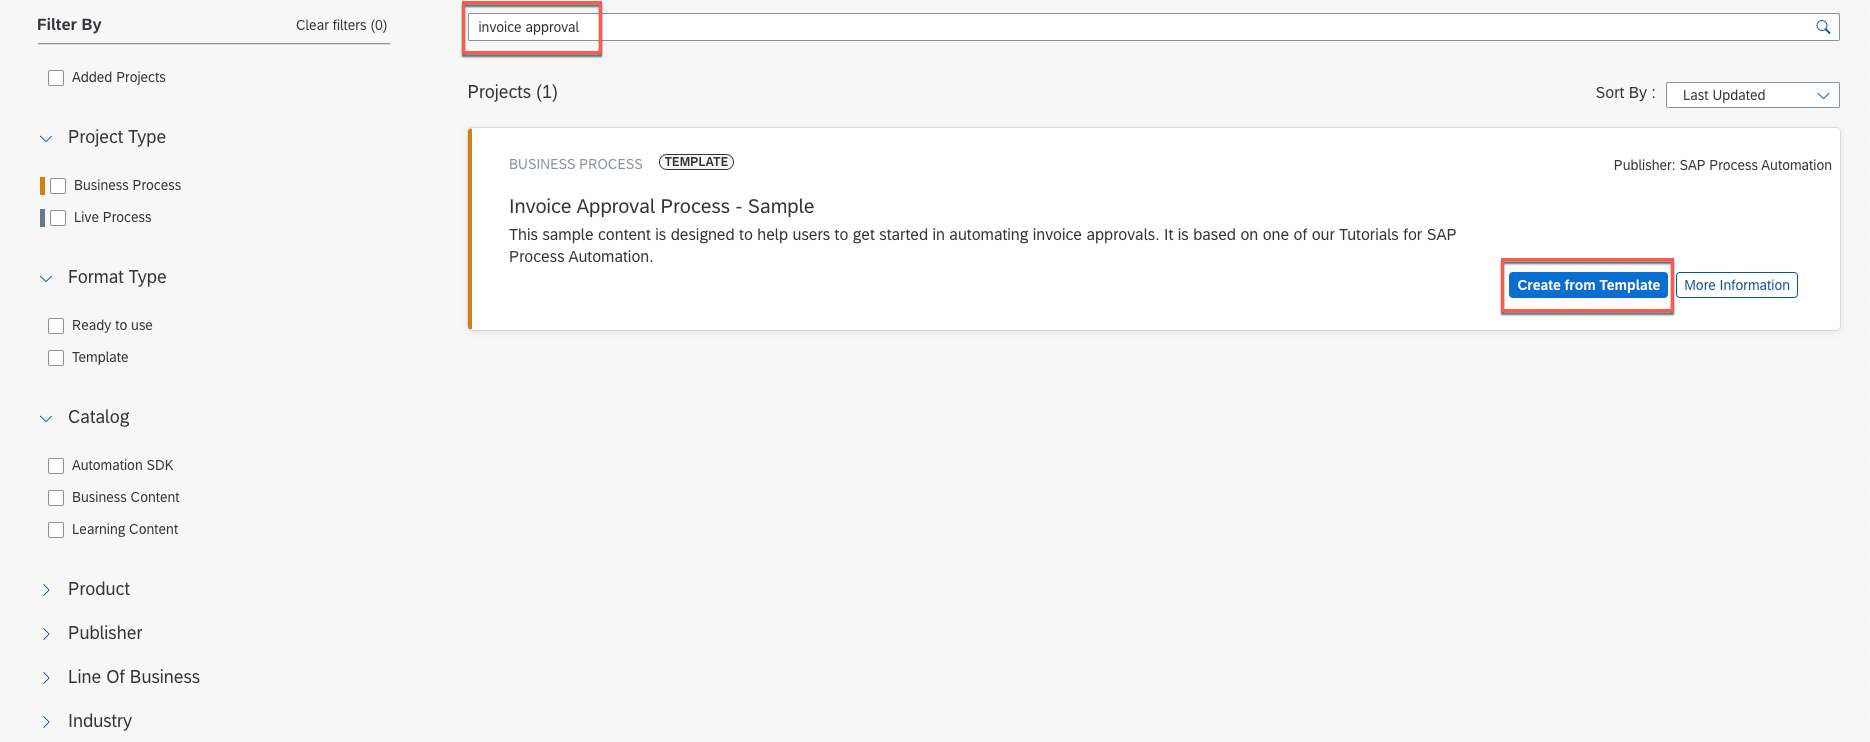 Filter By
Clear filters (0)
Added Projects
Project Type
Business Process
Live Process
Format Type
Ready to use
Template
Catalog
Automation SDK
Business Content
Learning Content
Product
Publisher
Line Of Business
Industry
invoice approval
Projects (1)
Sort By :
Last Updated
BUSINESS PROCESS
TEMPLATE
Publisher: SAP Process Automation
Invoice Approval Process - Sample
This sample content is designed to help users to get started in automating invoice approvals. It is based on one of our Tutorials for SAP
Process Automation.
Create from Template
More Information